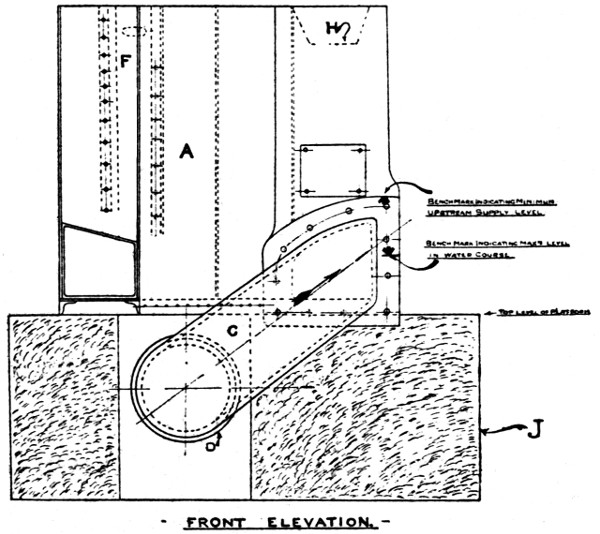 H
F
A
BENCH MARK INDICATING MINIMUM
UPSTREAM SUPPLY LEVEL.
BENCH MARK INDICATING MAX? LEVEL
IN WATER COURSE.
TOP LEVEL OF PLATFORM
J
- FRONT ELEVATION. -